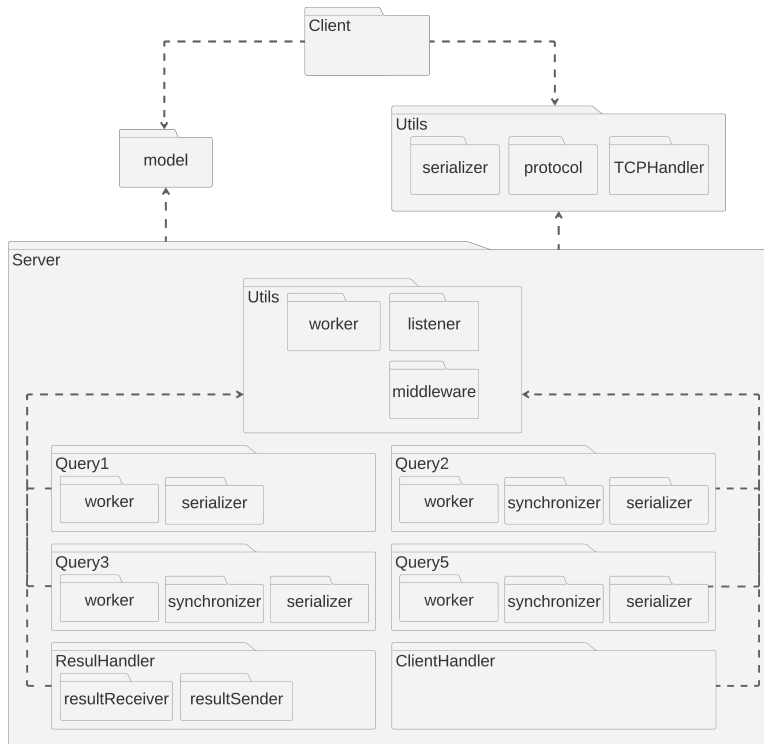 Client
Utils
model
serializer
protocol
TCPHandler
Server
Utils
worker
listener
middleware
Query1
worker
serializer
Query2
worker
synchronizer
serializer
Query3
worker
synchronizer
serializer
Query5
worker
synchronizer
serializer
ResulHandler
resultReceiver
resultSender
ClientHandler